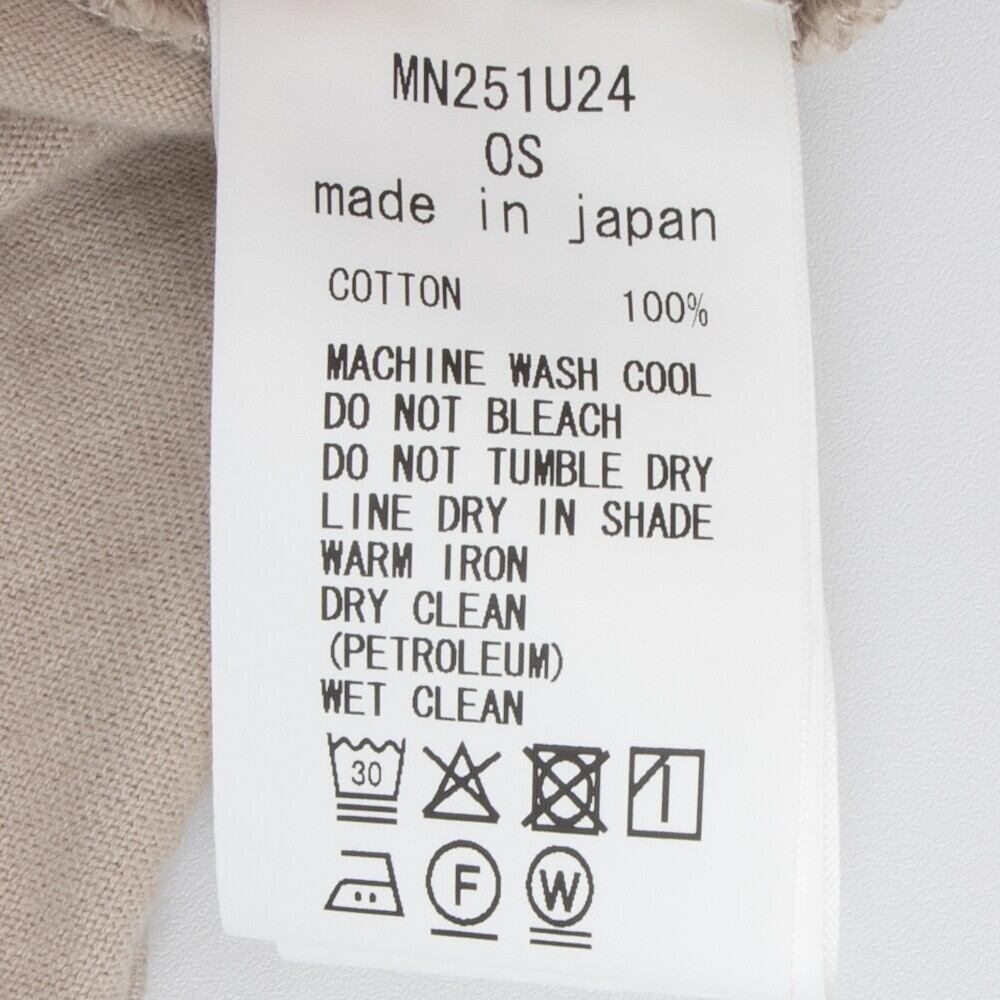 MN251U24
OS
made in japan
COTTON 100%
MACHINE WASH COOL
DO NOT BLEACH
DO NOT TUMBLE DRY
LINE DRY IN SHADE
WARM IRON
DRY CLEAN
(PETROLEUM)
WET CLEAN
30
F W